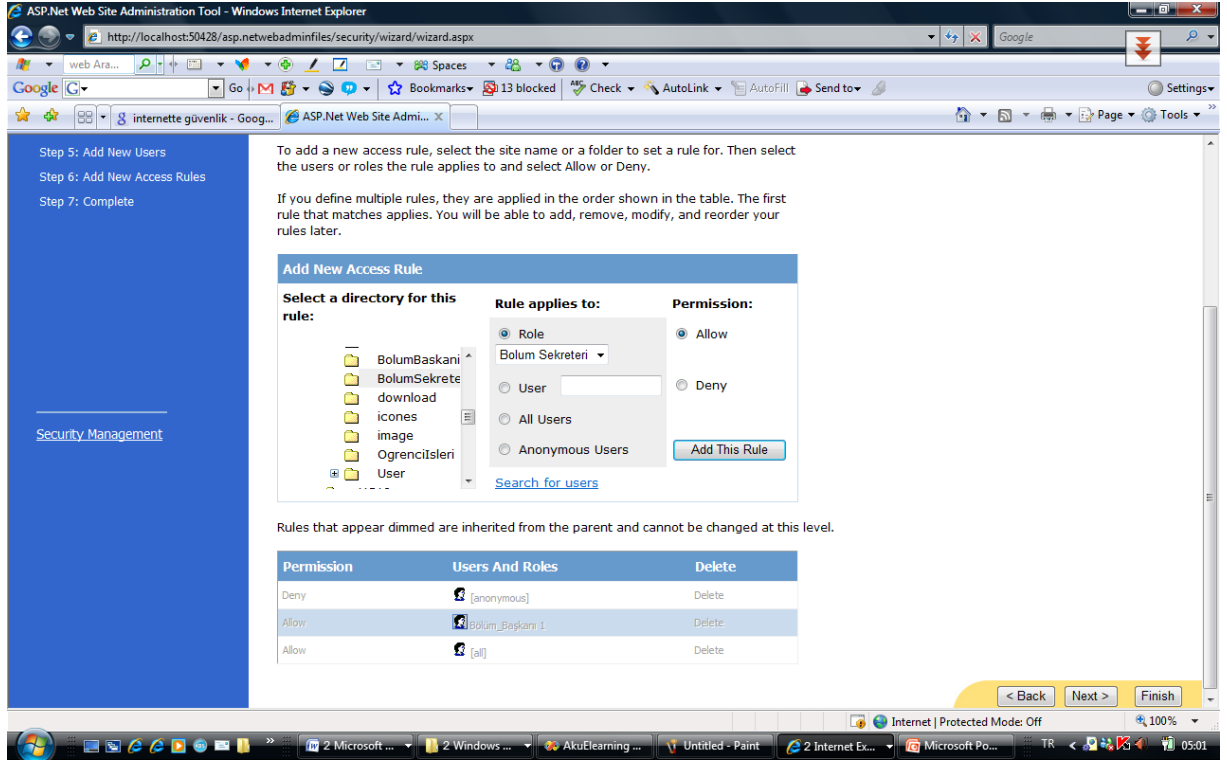 ASP.Net Web Site Administration Tool - Windows Internet Explorer
http://localhost:50428/asp.netwebadminfiles/security/wizard/wizard.aspx
Google
web Ara...
Spaces
Google
G
Go
Bookmarks
13 blocked
Check
AutoLink
AutoFill
Send to
Settings
internette güvenlik - Goog...
ASP.Net Web Site Admi...
Page
Tools
Step 5: Add New Users
Step 6: Add New Access Rules
Step 7: Complete
Security Management
To add a new access rule, select the site name or a folder to set a rule for. Then select
the users or roles the rule applies to and select Allow or Deny.
If you define multiple rules, they are applied in the order shown in the table. The first
rule that matches applies. You will be able to add, remove, modify, and reorder your
rules later.
Add New Access Rule
Select a directory for this
rule:
BolumBaskani
BolumSekrete
download
icones
image
OgrenciIsleri
User
Rule applies to:
Role
Bolum Sekreteri
User
All Users
Anonymous Users
Search for users
Permission:
Allow
Deny
Add This Rule
Rules that appear dimmed are inherited from the parent and cannot be changed at this level.
Permission Users And Roles Delete
Deny [anonymous] Delete
Allow Bölüm_Başkanı 1 Delete
Allow [all] Delete
< Back Next > Finish
Internet | Protected Mode: Off
100%
2 Microsoft ...
2 Windows ...
AkuElearning ...
Untitled - Paint
2 Internet Ex...
Microsoft Po...
TR
05:01